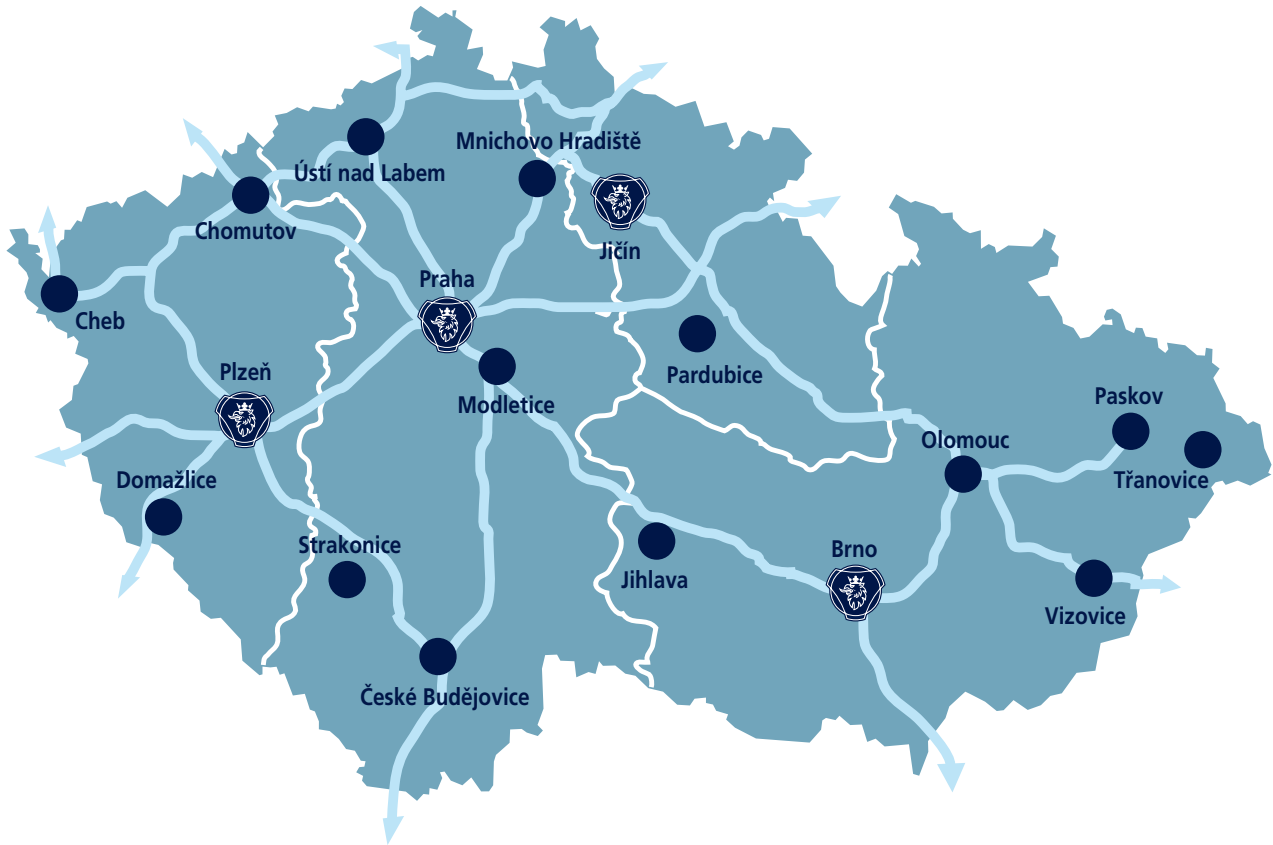 Mnichovo Hradiště
Ústí nad Labem
Chomutov
Jičín
Praha
Cheb
Plzeň
Pardubice
Modletice
Paskov
Olomouc
Domažlice
Třanovice
Strakonice
Brno
Jihlava
Vizovice
České Budějovice